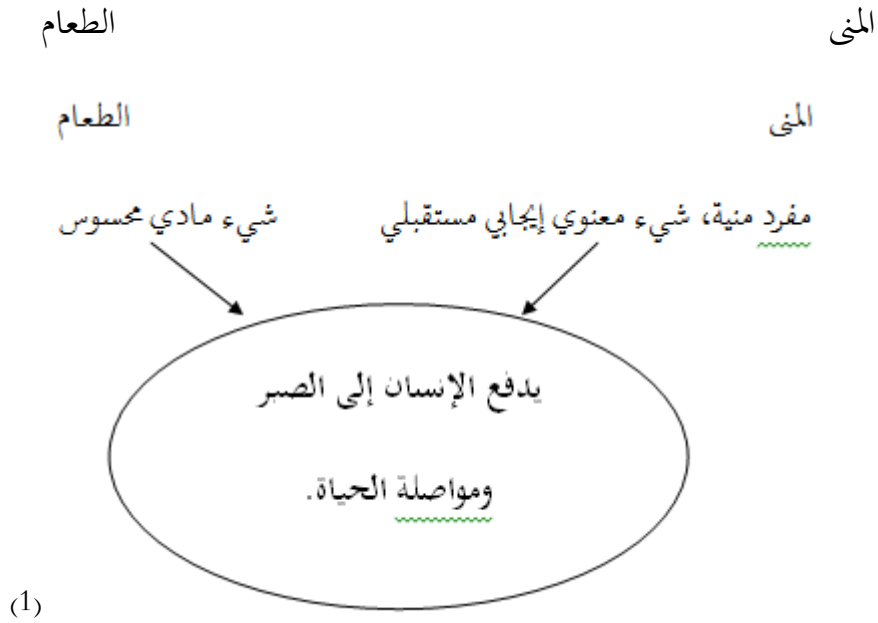 المنى الطعام
المنى الطعام
مفرد منية، شيء معنوي إيجابي مستقبلي شيء مادي محسوس
يدفع الإنسان إلى الصبر
ومواصلة الحياة.
(1)